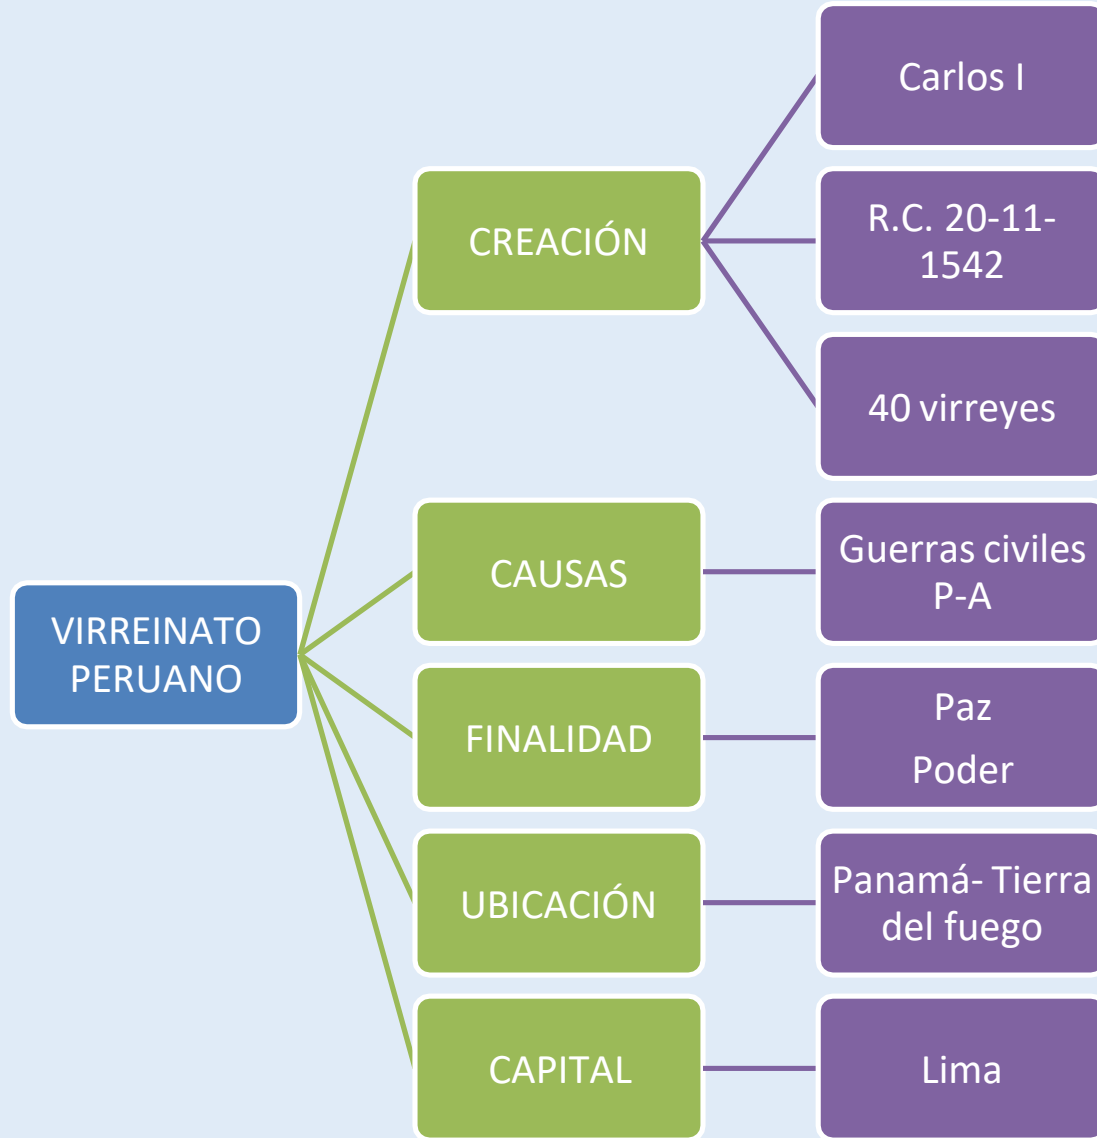 VIRREINATO
PERUANO
CREACIÓN
Carlos I
R.C. 20-11-
1542
40 virreyes
CAUSAS
Guerras civiles
P-A
FINALIDAD
Paz
Poder
UBICACIÓN
Panamá- Tierra
del fuego
CAPITAL
Lima